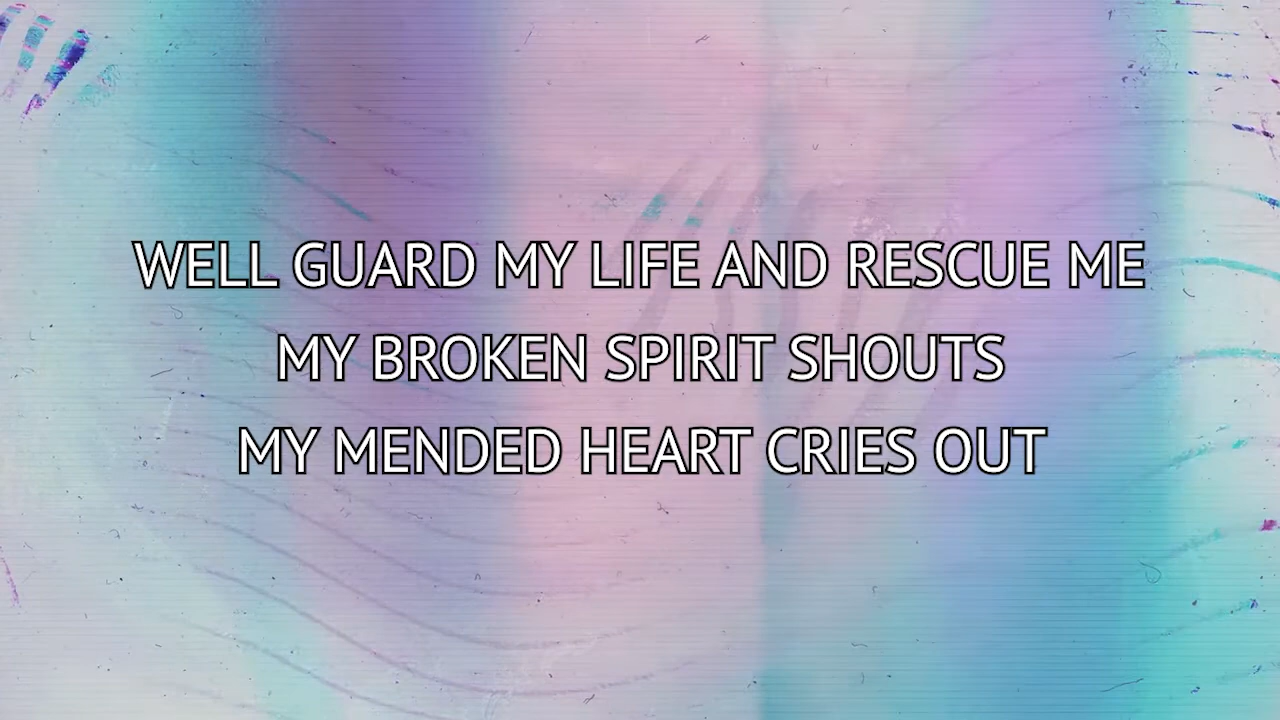 WELL GUARD MY LIFE AND RESCUE ME
MY BROKEN SPIRIT SHOUTS
MY MENDED HEART CRIES OUT